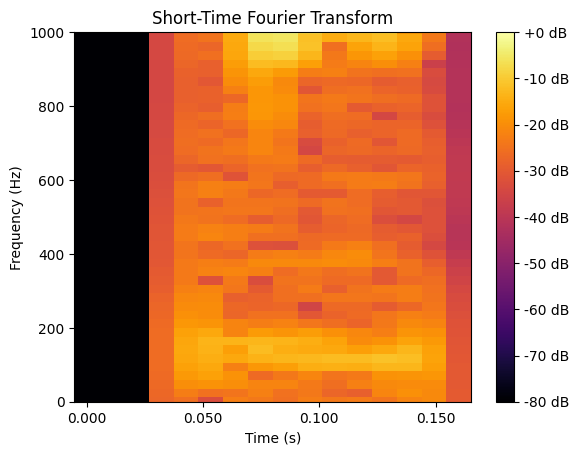 Short-Time Fourier Transform
1000
800
600
400
200
0
Frequency (Hz)
0.000
0.050
0.100
0.150
Time (s)
+0 dB
-10 dB
-20 dB
-30 dB
-40 dB
-50 dB
-60 dB
-70 dB
-80 dB